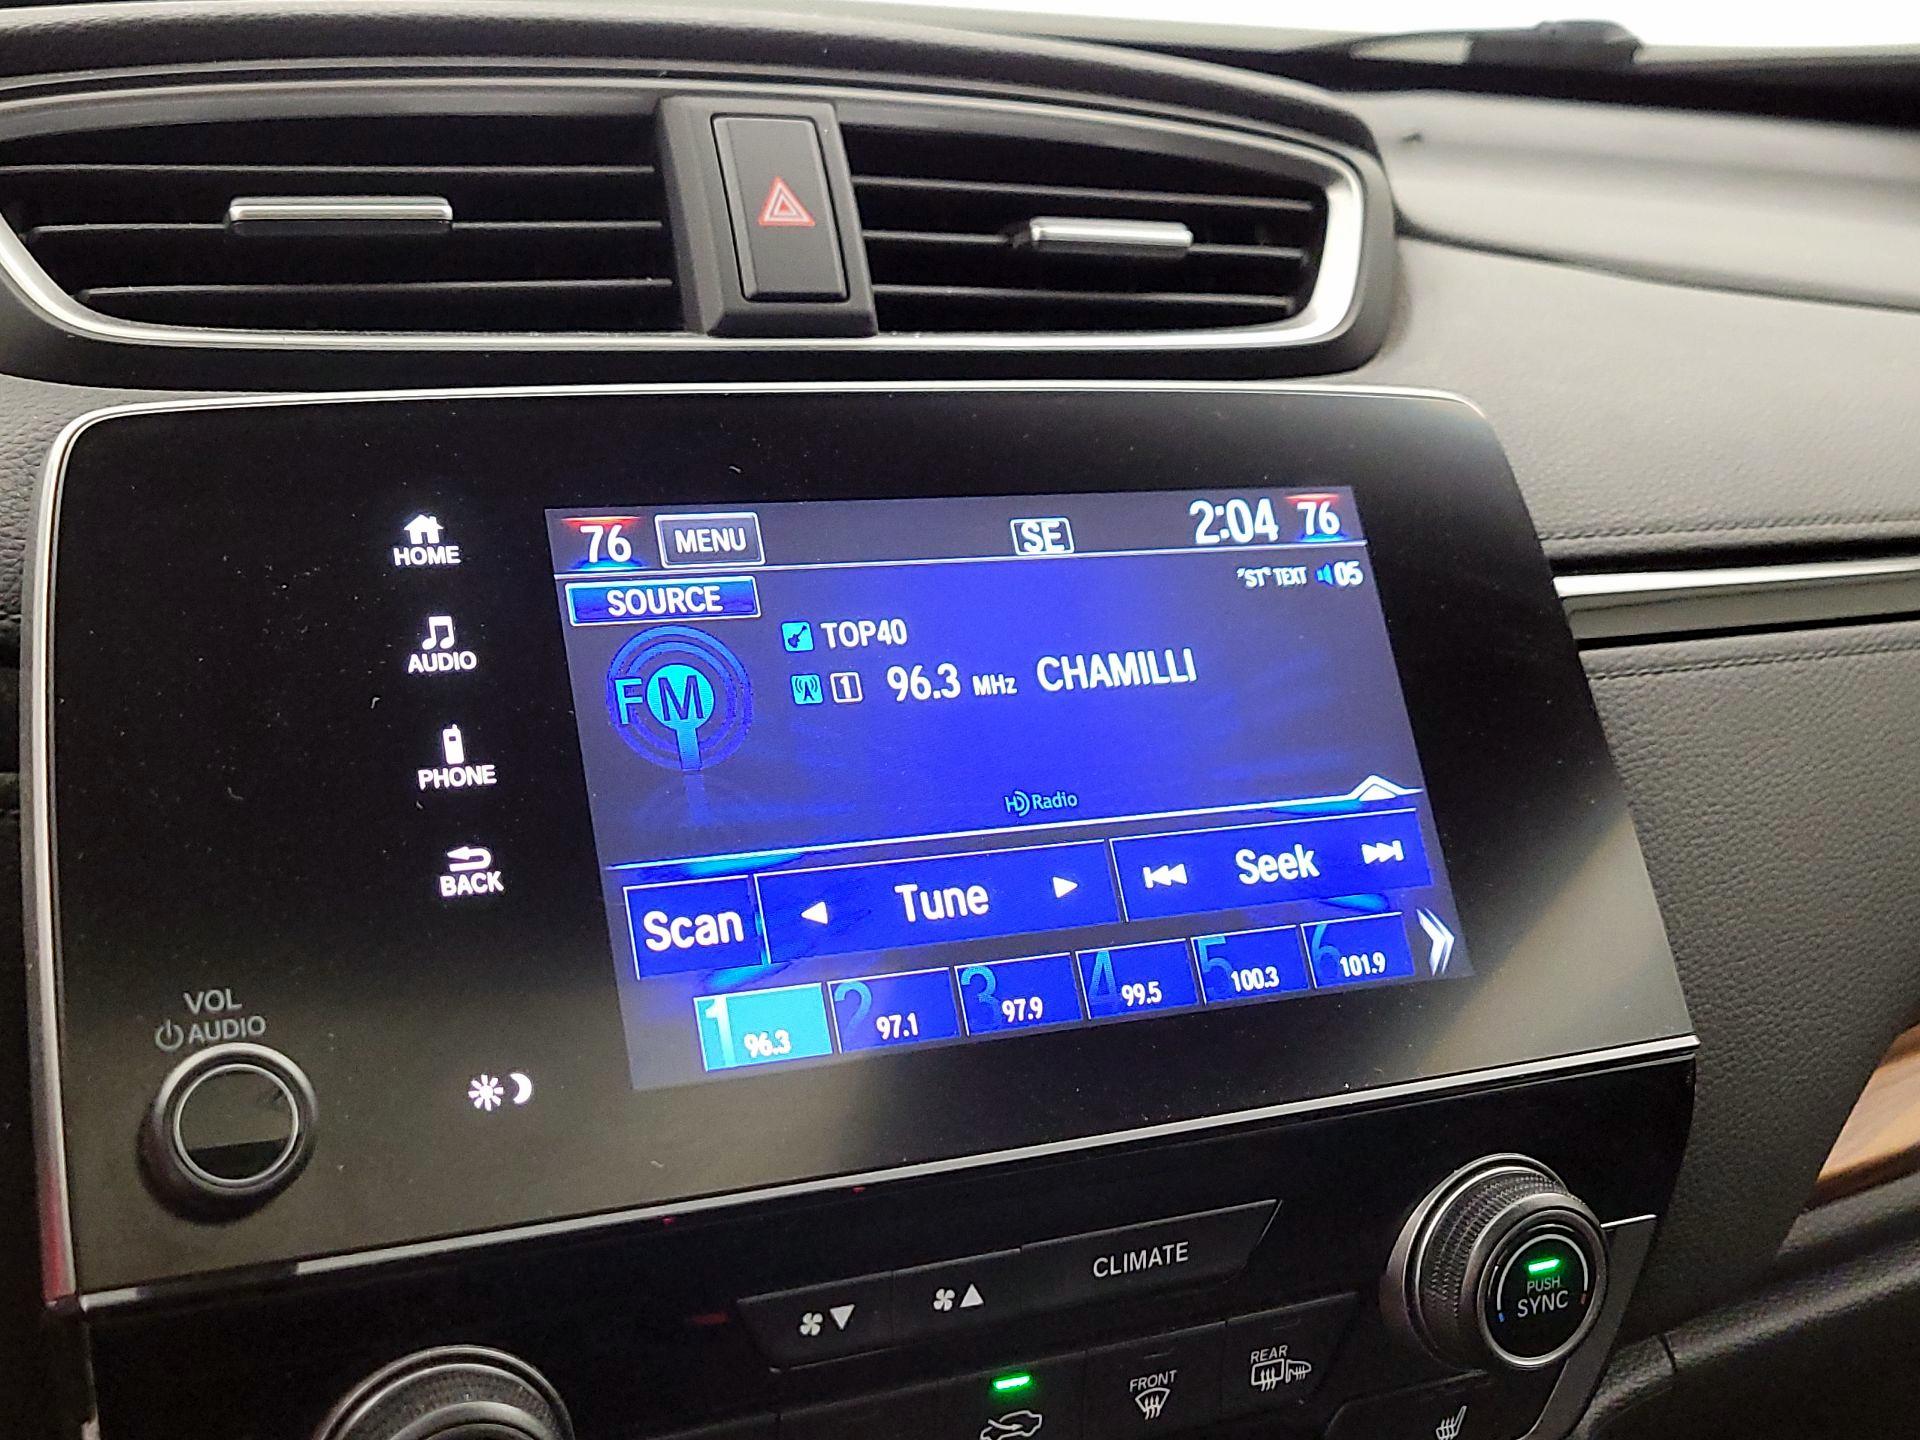 76 MENU SE 2:04 76
HOME
"ST" TEXT 05
SOURCE
TOP40
AUDIO
FM
1 96.3 MHz CHAMILLI
PHONE
HD Radio
BACK
Scan Tune Seek
1 96.3 2 97.1 3 97.9 4 99.5 5 100.3 6 101.9
VOL
AUDIO
CLIMATE
PUSH
SYNC
FRONT
REAR